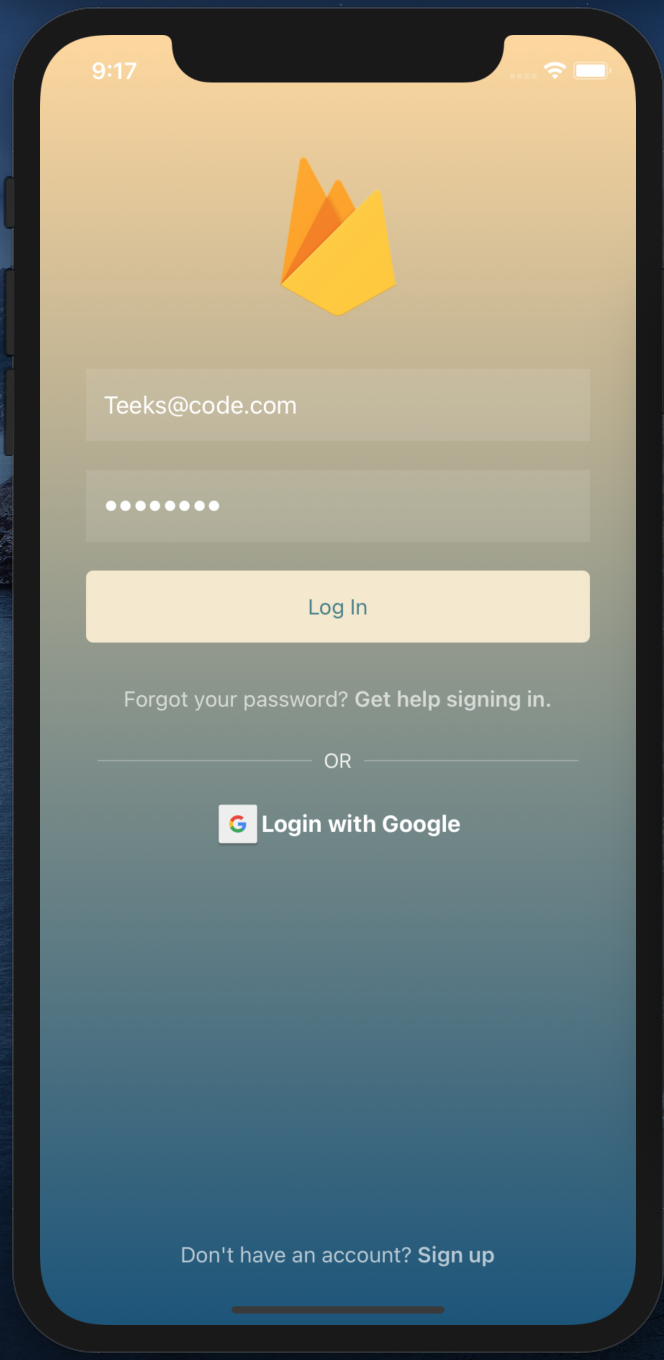 9:17
Teeks@code.com
••••••••
Log In
Forgot your password? Get help signing in.
OR
G Login with Google
Don't have an account? Sign up